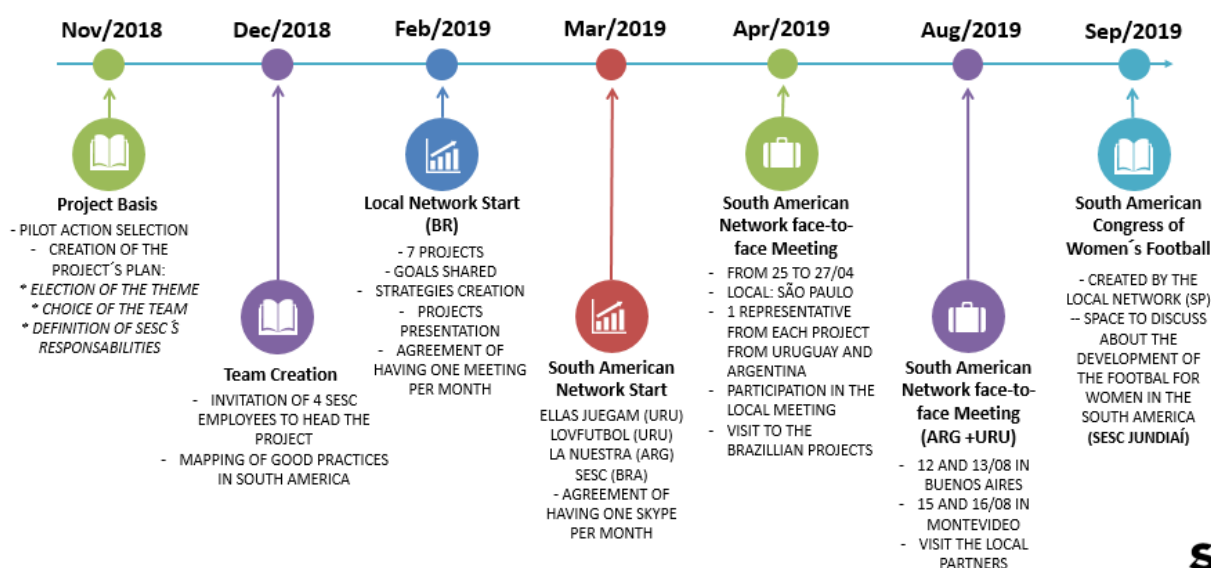 Nov/2018
Dec/2018
Feb/2019
Mar/2019
Apr/2019
Aug/2019
Sep/2019
Project Basis
- PILOT ACTION SELECTION
- CREATION OF THE
PROJECT´S PLAN:
* ELECTION OF THE THEME
* CHOICE OF THE TEAM
* DEFINITION OF SESC´S
RESPONSABILITIES
Team Creation
- INVITATION OF 4 SESC
EMPLOYEES TO HEAD THE
PROJECT
- MAPPING OF GOOD PRACTICES
IN SOUTH AMERICA
Local Network Start
(BR)
- 7 PROJECTS
- GOALS SHARED
- STRATEGIES CREATION
- PROJECTS
PRESENTATION
- AGREEMENT OF
HAVING ONE MEETING
PER MONTH
South American
Network Start
ELLAS JUEGAM (URU)
LOVFUTBOL (URU)
LA NUESTRA (ARG)
SESC (BRA)
- AGREEMENT OF
HAVING ONE SKYPE
PER MONTH
South American
Network face-to-
face Meeting
- FROM 25 TO 27/04
- LOCAL: SÃO PAULO
- 1 REPRESENTATIVE
FROM EACH PROJECT
FROM URUGUAY AND
ARGENTINA
- PARTICIPATION IN THE
LOCAL MEETING
- VISIT TO THE
BRAZILLIAN PROJECTS
South American
Network face-to-
face Meeting
(ARG +URU)
- 12 AND 13/08 IN
BUENOS AIRES
- 15 AND 16/08 IN
MONTEVIDEO
- VISIT THE LOCAL
PARTNERS
South American
Congress of
Women´s Football
- CREATED BY THE
LOCAL NETWORK (SP)
-- SPACE TO DISCUSS
ABOUT THE
DEVELOPMENT OF
THE FOOTBAL FOR
WOMEN IN THE
SOUTH AMERICA
(SESC JUNDIAÍ)